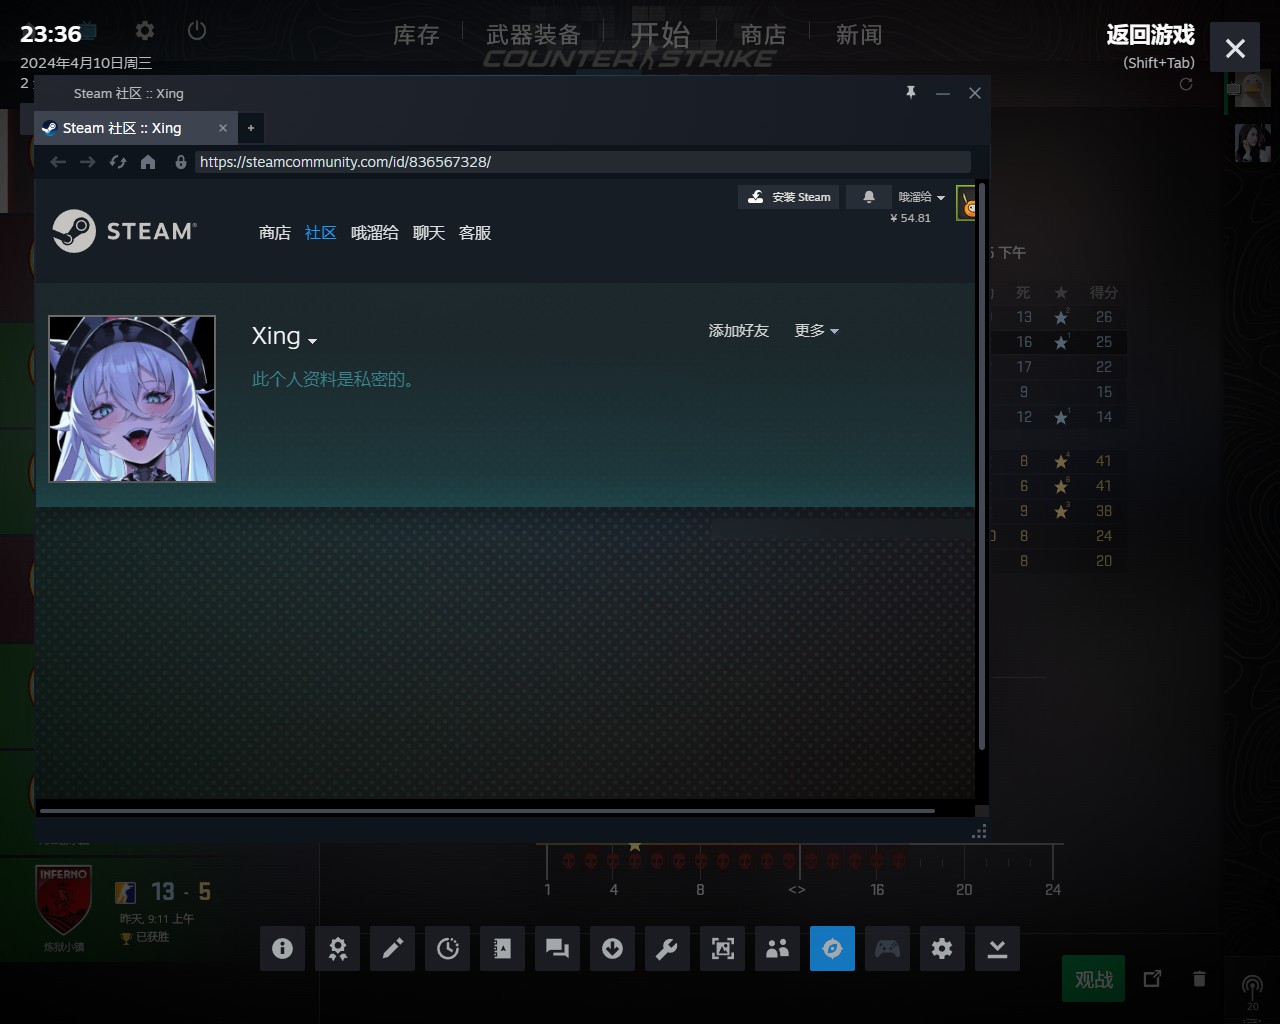 23:36
2024年4月10日周三
库存
武器装备
开始
商店
新闻
COUNTER STRIKE
返回游戏
(Shift+Tab)
Steam 社区 :: Xing
Steam 社区 :: Xing
https://steamcommunity.com/id/836567328/
安装 Steam
哦溜给
¥ 54.81
STEAM
商店 社区 哦溜给 聊天 客服
Xing
添加好友
更多
此个人资料是私密的。
下午
死 ★ 得分
13 ★2 26
16 ★1 25
17 22
9 15
12 ★1 14
8 ★4 41
6 ★6 41
9 ★3 38
8 24
8 20
1 4 8 <> 16 20 24
INFERNO
13 - 5
昨天, 9:11 上午
已获胜
炼狱小镇
观战
20